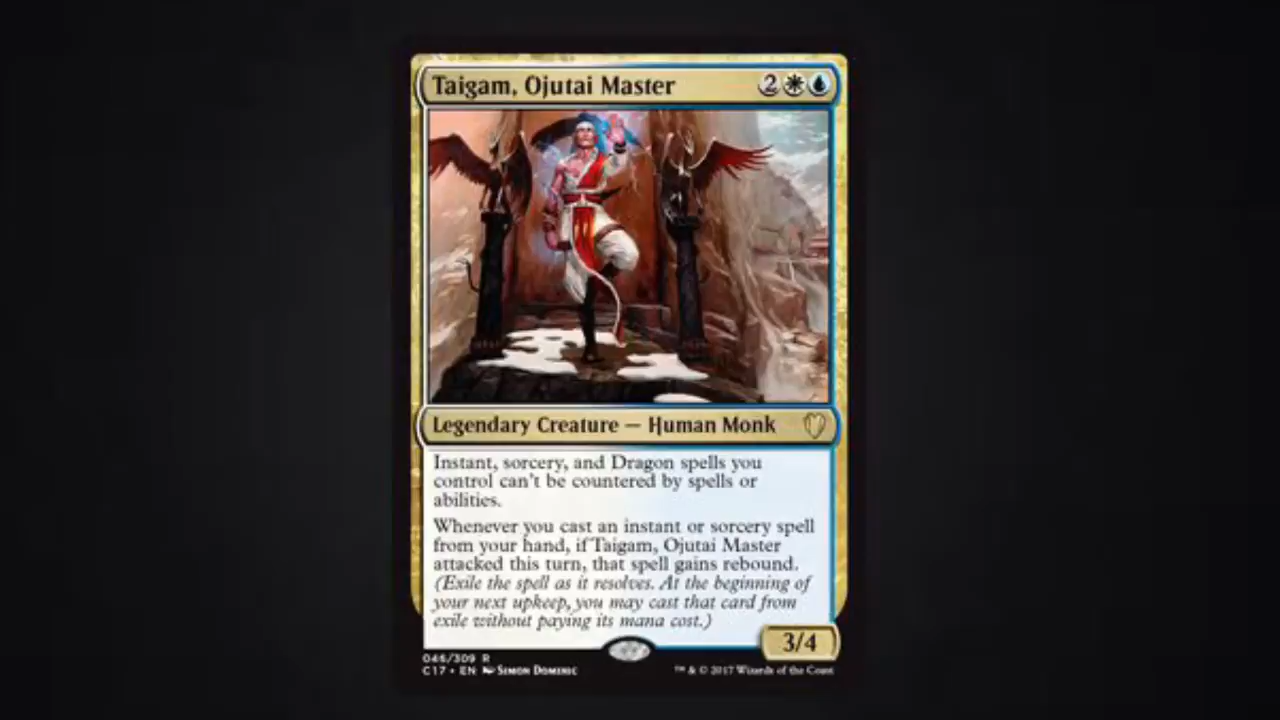 Taigam, Ojutai Master 2
Legendary Creature — Human Monk
Instant, sorcery, and Dragon spells you
control can't be countered by spells or
abilities.
Whenever you cast an instant or sorcery spell
from your hand, if Taigam, Ojutai Master
attacked this turn, that spell gains rebound.
(Exile the spell as it resolves. At the beginning of
your next upkeep, you may cast that card from
exile without paying its mana cost.)
3/4
046/309 R
C17 • EN Simon Dominic
™ & © 2017 Wizards of the Coast